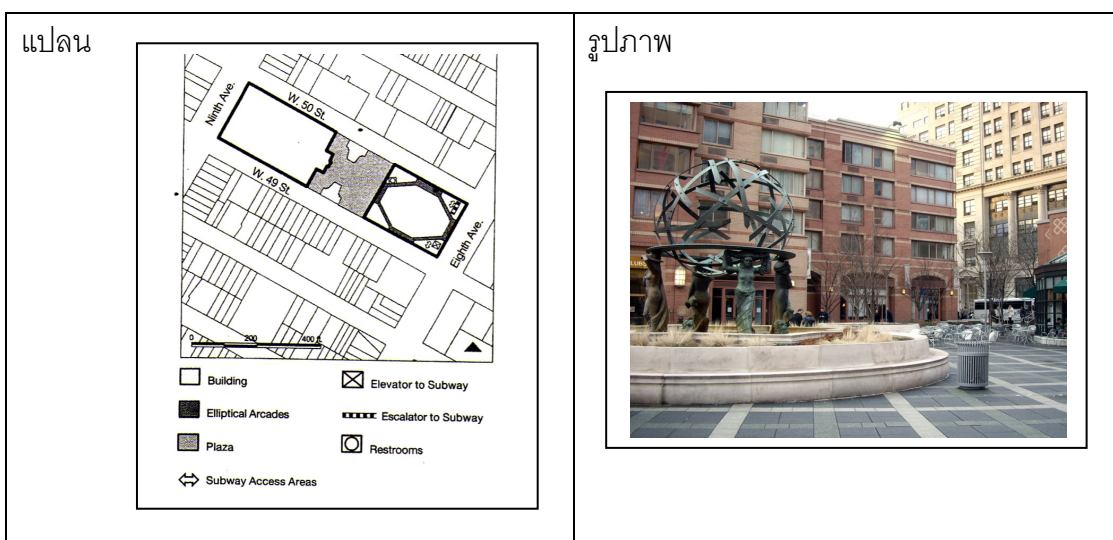 แปลน
รูปภาพ
Ninth Ave.
W. 50 St.
W. 49 St.
Eighth Ave.
0 200 400 ft.
Building
Elevator to Subway
Elliptical Arcades
Escalator to Subway
Plaza
Restrooms
Subway Access Areas